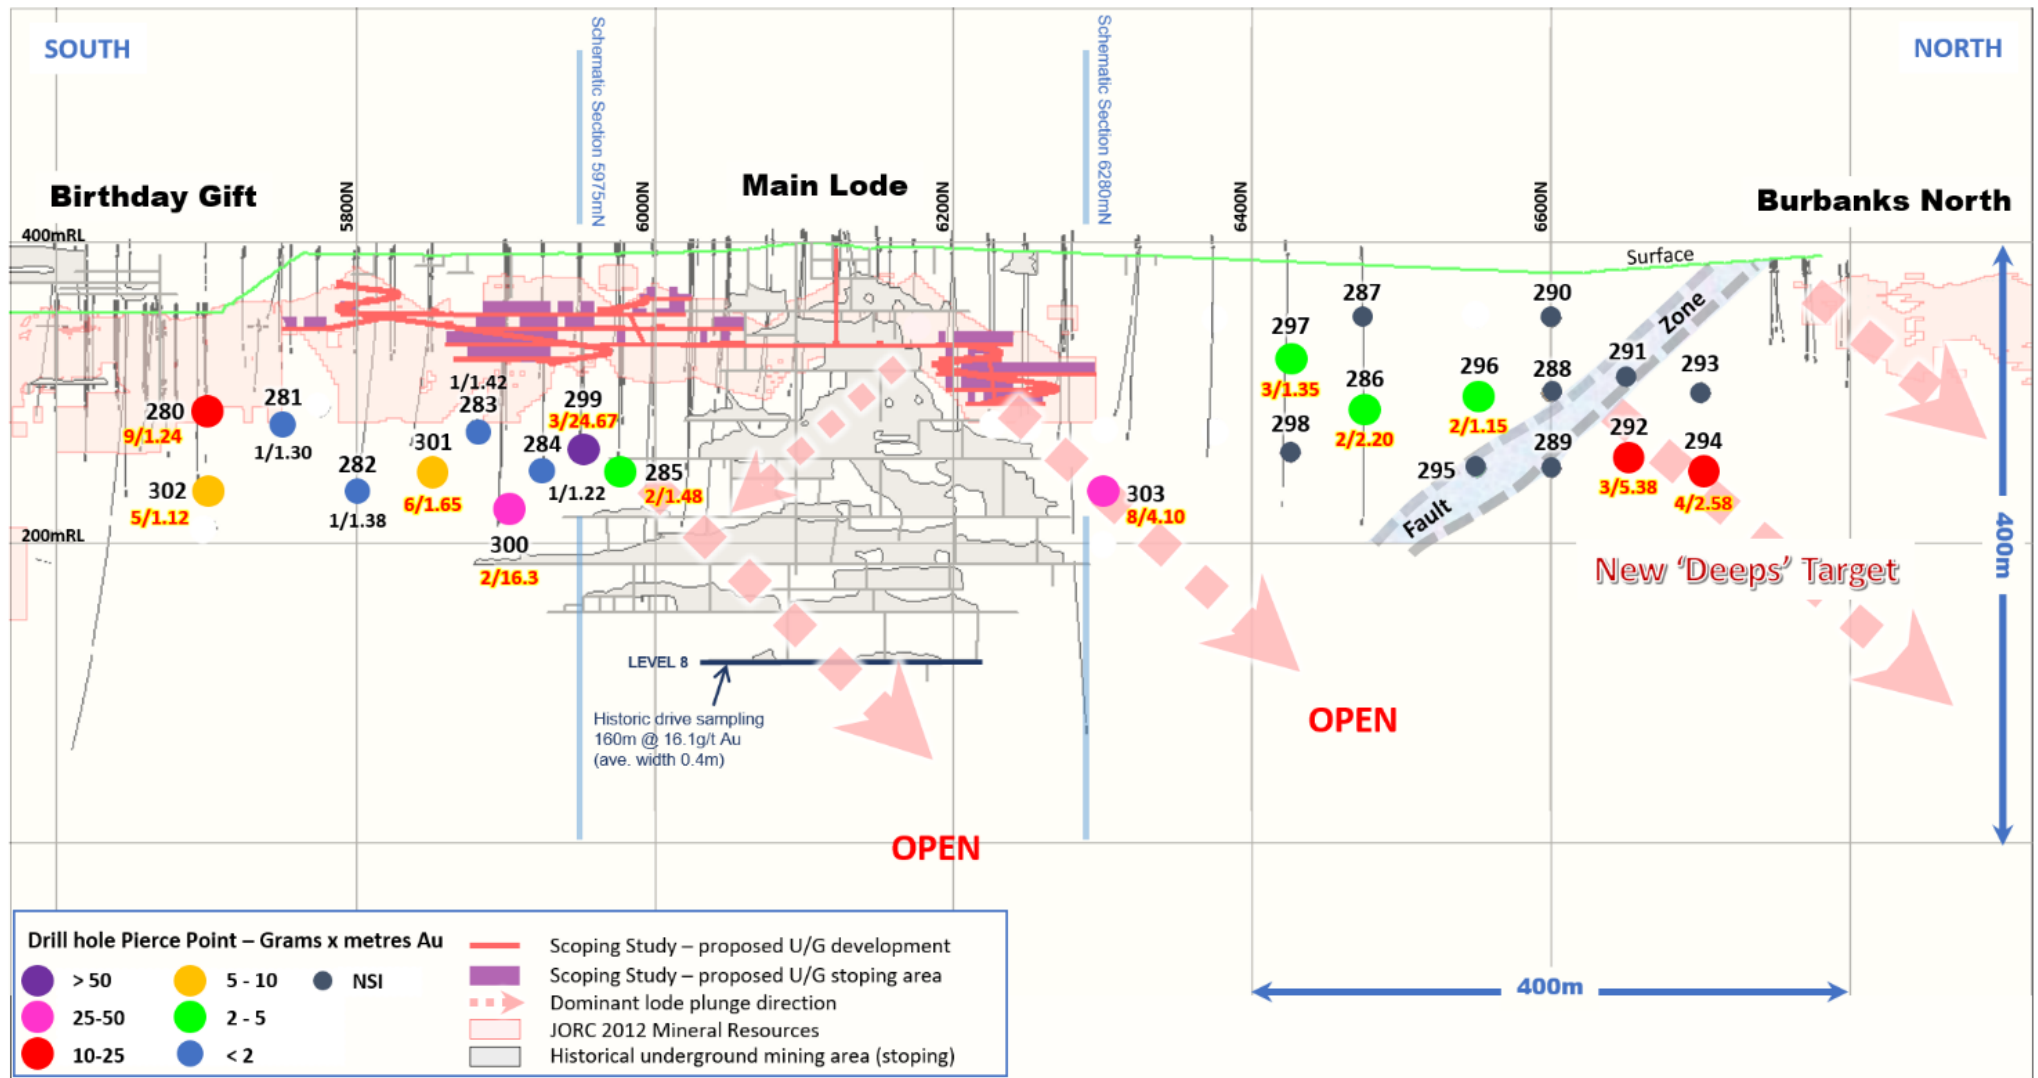 SOUTH
NORTH
Schematic Section 5975mN
Schematic Section 6280mN
Birthday Gift
Main Lode
Burbanks North
5800N
6000N
6200N
6400N
6600N
400mRL
Surface
287
290
297
3/1.35
286
2/2.20
296
2/1.15
288
291
293
Zone
1/1.42
283
299
3/24.67
280
9/1.24
281
1/1.30
301
6/1.65
284
1/1.22
285
2/1.48
282
1/1.38
302
5/1.12
300
2/16.3
303
8/4.10
298
295
289
292
3/5.38
294
4/2.58
Fault
200mRL
New ‘Deeps’ Target
400m
LEVEL 8
Historic drive sampling
160m @ 16.1g/t Au
(ave. width 0.4m)
OPEN
OPEN
400m
Drill hole Pierce Point – Grams x metres Au
> 50
25-50
10-25
5 - 10
2 - 5
< 2
NSI
Scoping Study – proposed U/G development
Scoping Study – proposed U/G stoping area
Dominant lode plunge direction
JORC 2012 Mineral Resources
Historical underground mining area (stoping)